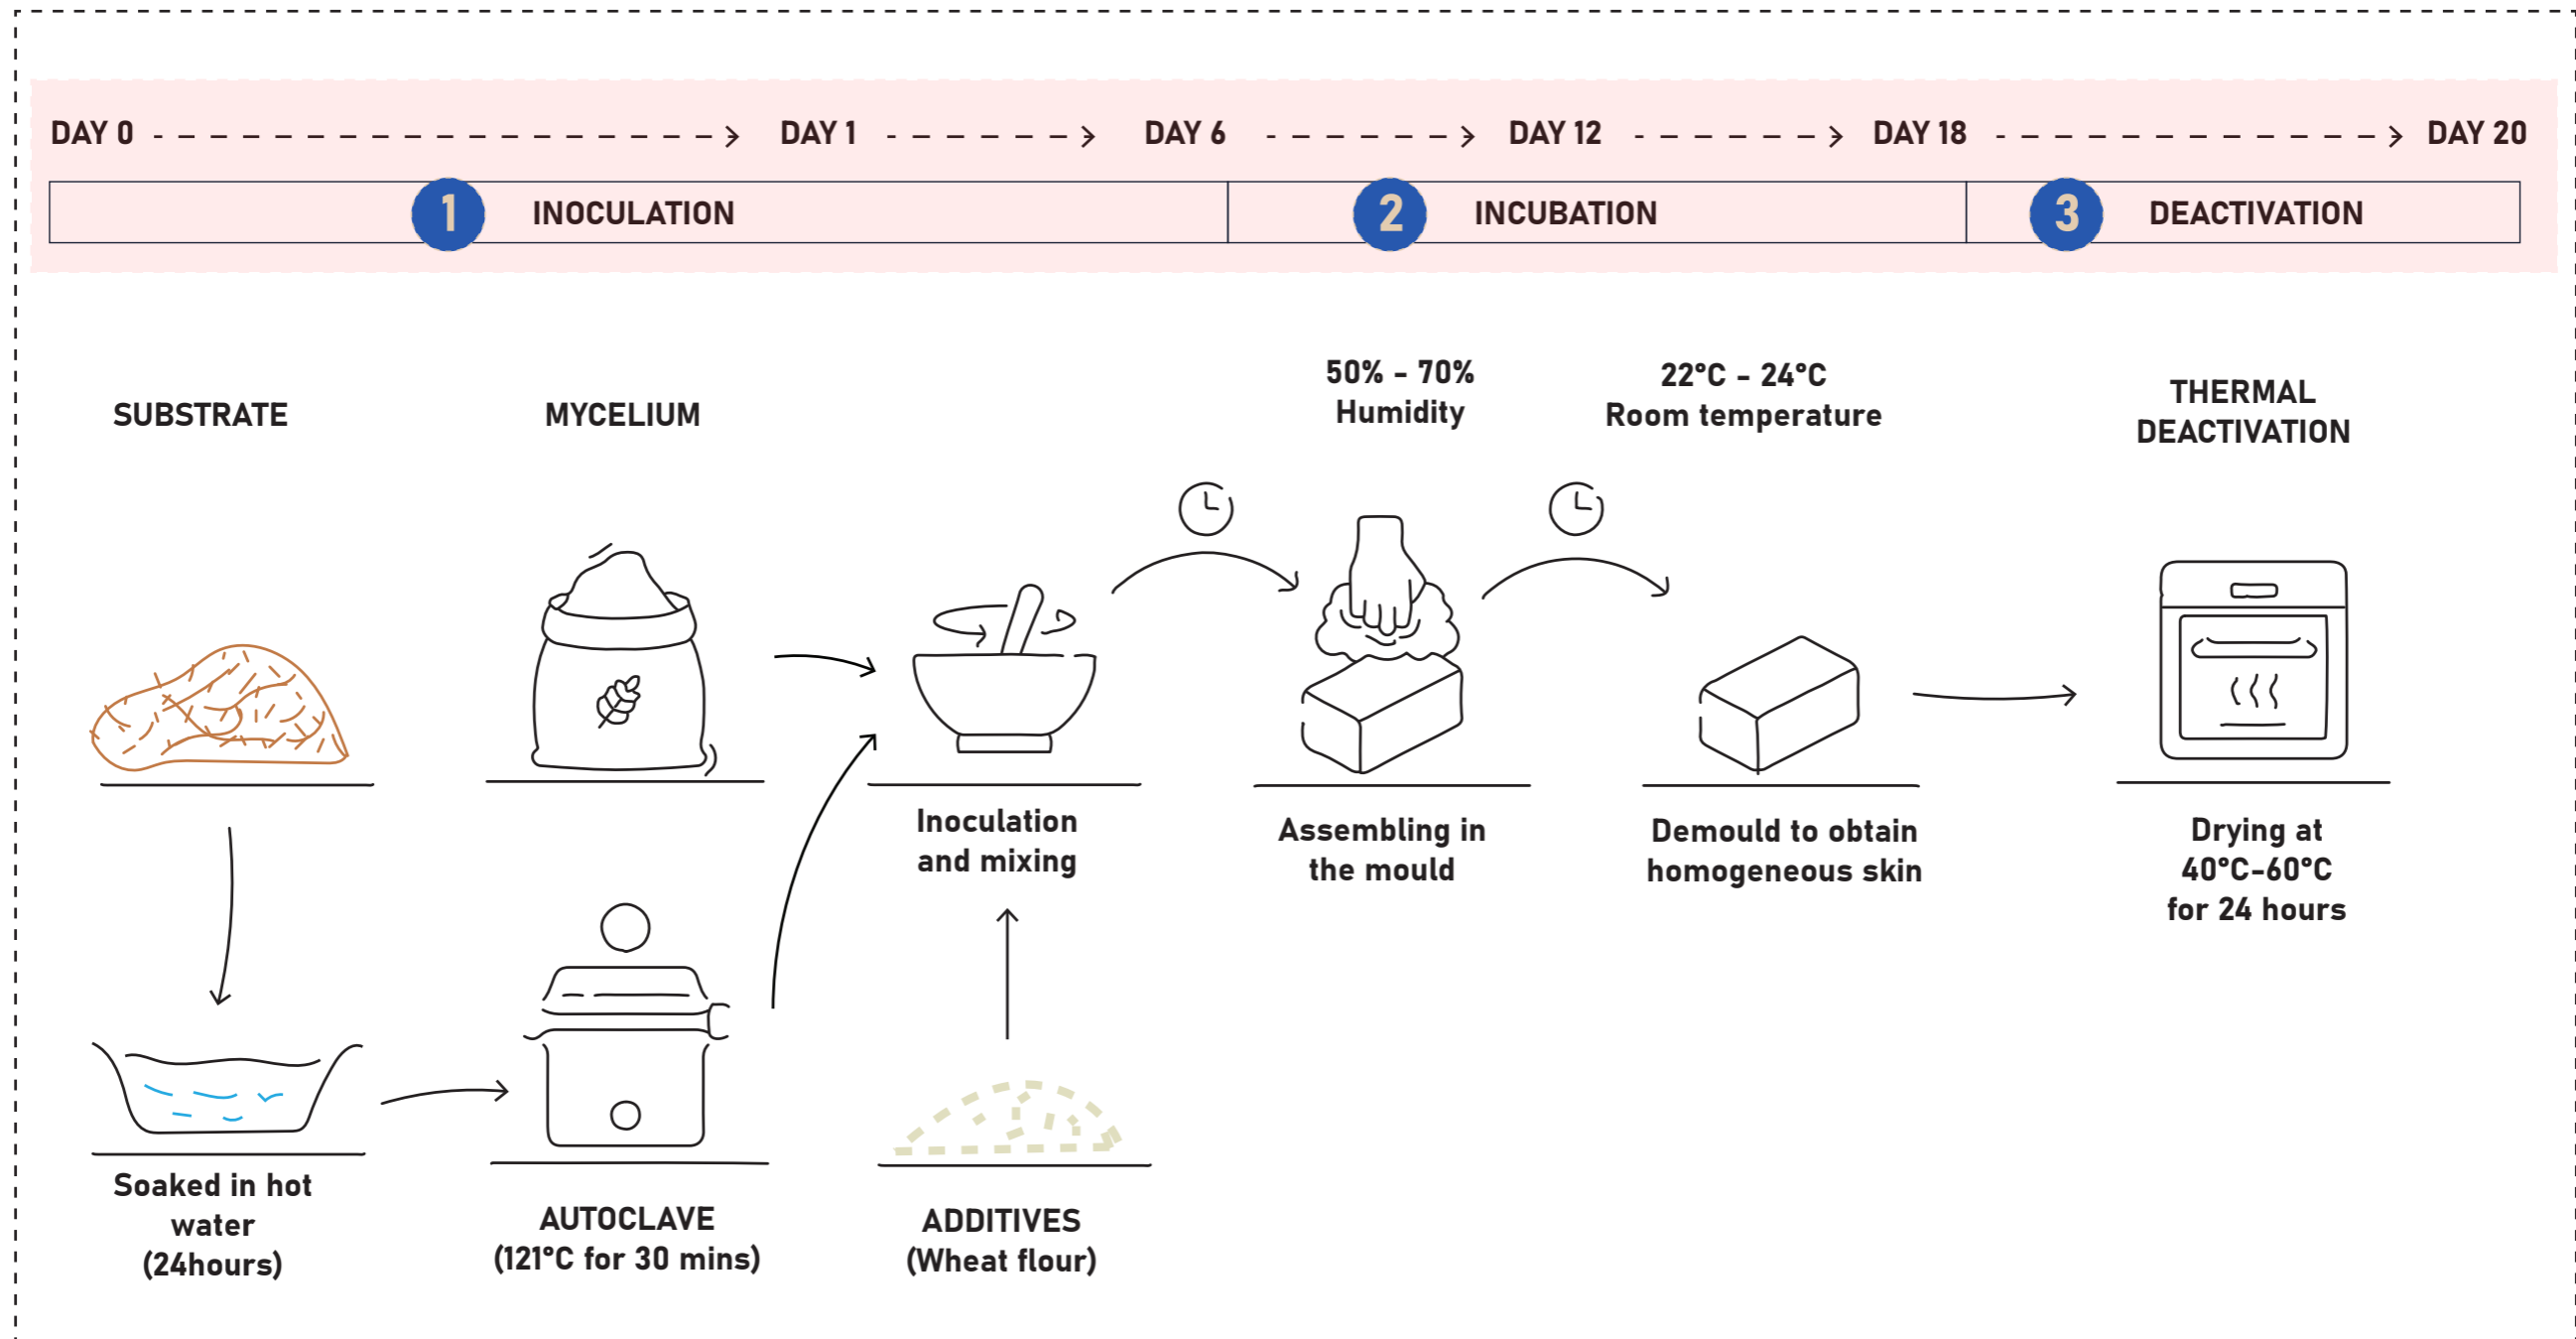 DAY 0
DAY 1
DAY 6
DAY 12
DAY 18
DAY 20
1
INOCULATION
2
INCUBATION
3
DEACTIVATION
SUBSTRATE
MYCELIUM
50% - 70%
Humidity
22°C - 24°C
Room temperature
THERMAL
DEACTIVATION
Inoculation
and mixing
Assembling in
the mould
Demould to obtain
homogeneous skin
Drying at
40°C-60°C
for 24 hours
Soaked in hot
water
(24hours)
AUTOCLAVE
(121°C for 30 mins)
ADDITIVES
(Wheat flour)